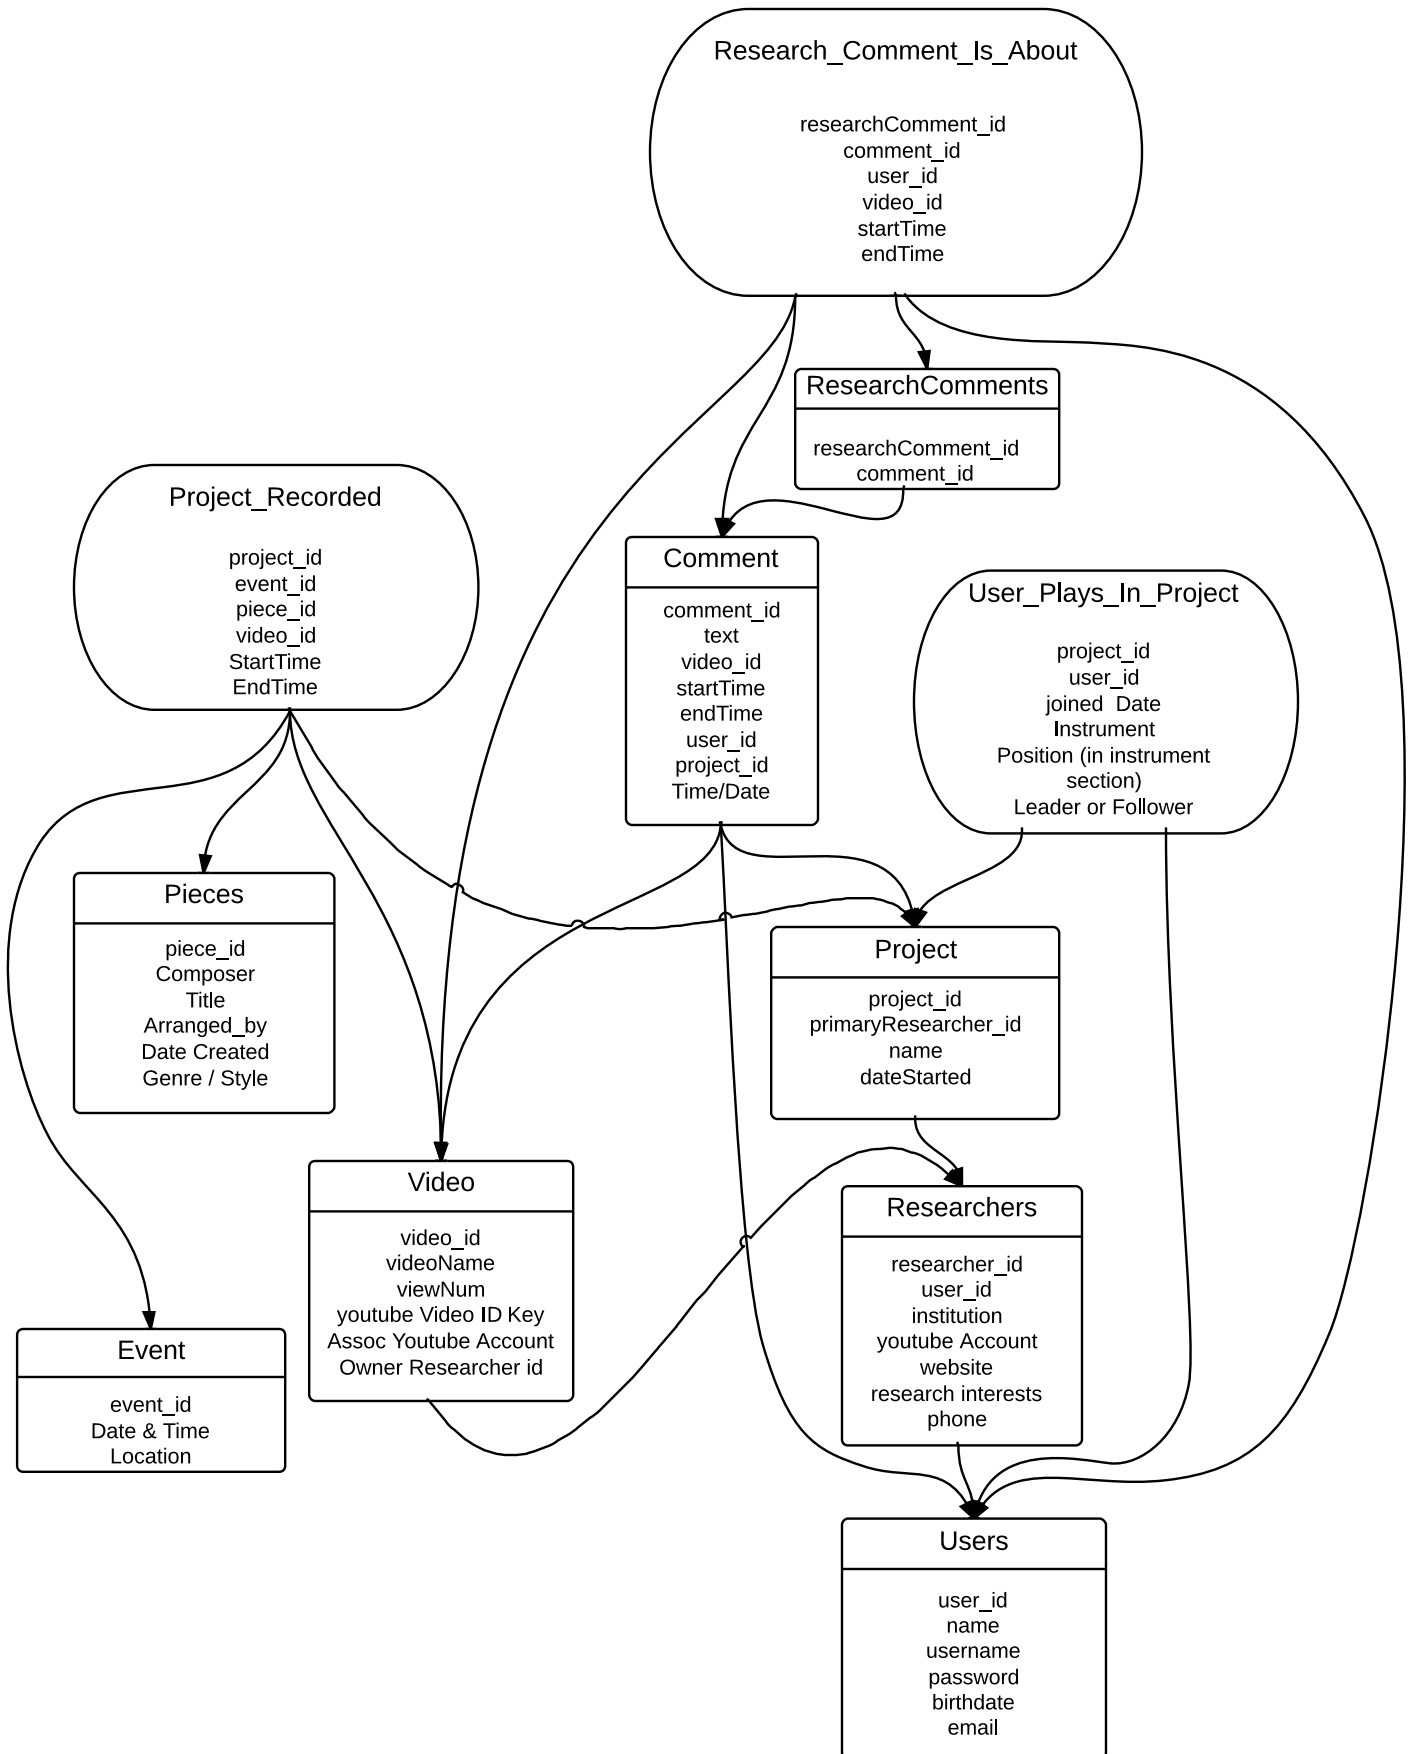 Research_Comment_Is_About
researchComment_id
comment_id
user_id
video_id
startTime
endTime
ResearchComments
researchComment_id
comment_id
Project_Recorded
project_id
event_id
piece_id
video_id
StartTime
EndTime
Comment
comment_id
text
video_id
startTime
endTime
user_id
project_id
Time/Date
User_Plays_In_Project
project_id
user_id
joined Date
Instrument
Position (in instrument
section)
Leader or Follower
Pieces
piece_id
Composer
Title
Arranged_by
Date Created
Genre / Style
Project
project_id
primaryResearcher_id
name
dateStarted
Video
video_id
videoName
viewNum
youtube Video ID Key
Assoc Youtube Account
Owner Researcher id
Researchers
researcher_id
user_id
institution
youtube Account
website
research interests
phone
Event
event_id
Date & Time
Location
Users
user_id
name
username
password
birthdate
email